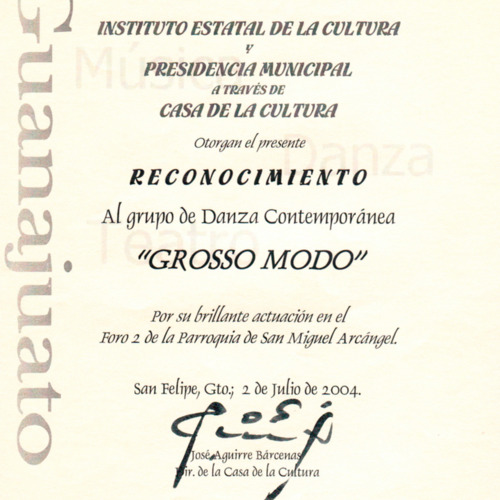 INSTITUTO ESTATAL DE LA CULTURA
Y
PRESIDENCIA MUNICIPAL
A TRAVÉS DE
CASA DE LA CULTURA
Otorgan el presente
RECONOCIMIENTO
Al grupo de Danza Contemporánea
"GROSSO MODO"
Por su brillante actuación en el
Foro 2 de la Parroquia de San Miguel Arcángel.
San Felipe, Gto.; 2 de Julio de 2004.
José Aguirre Bárcenas
Dir. de la Casa de la Cultura
Guanajuato
Música
Danza
Teatro